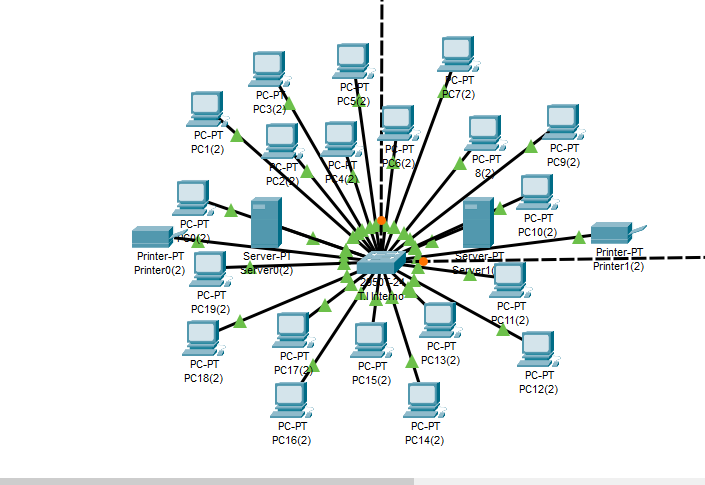 PC-PT
PC7(2)
PC-PT
PC5(2)
PC-PT
PC3(2)
PC-PT
PC1(2)
PC-PT
PC2(2)
PC-PT
PC4(2)
PC-PT
PC6(2)
PC-PT
8(2)
PC-PT
PC9(2)
PC-PT
PC0(2)
PC-PT
PC10(2)
Printer-PT
Printer0(2)
Server-PT
Server0(2)
Server-PT
Server1(
Printer-PT
Printer1(2)
2950T-24
T.I Interno
PC-PT
PC19(2)
PC-PT
PC11(2)
PC-PT
PC18(2)
PC-PT
PC17(2)
PC-PT
PC15(2)
PC-PT
PC13(2)
PC-PT
PC12(2)
PC-PT
PC16(2)
PC-PT
PC14(2)